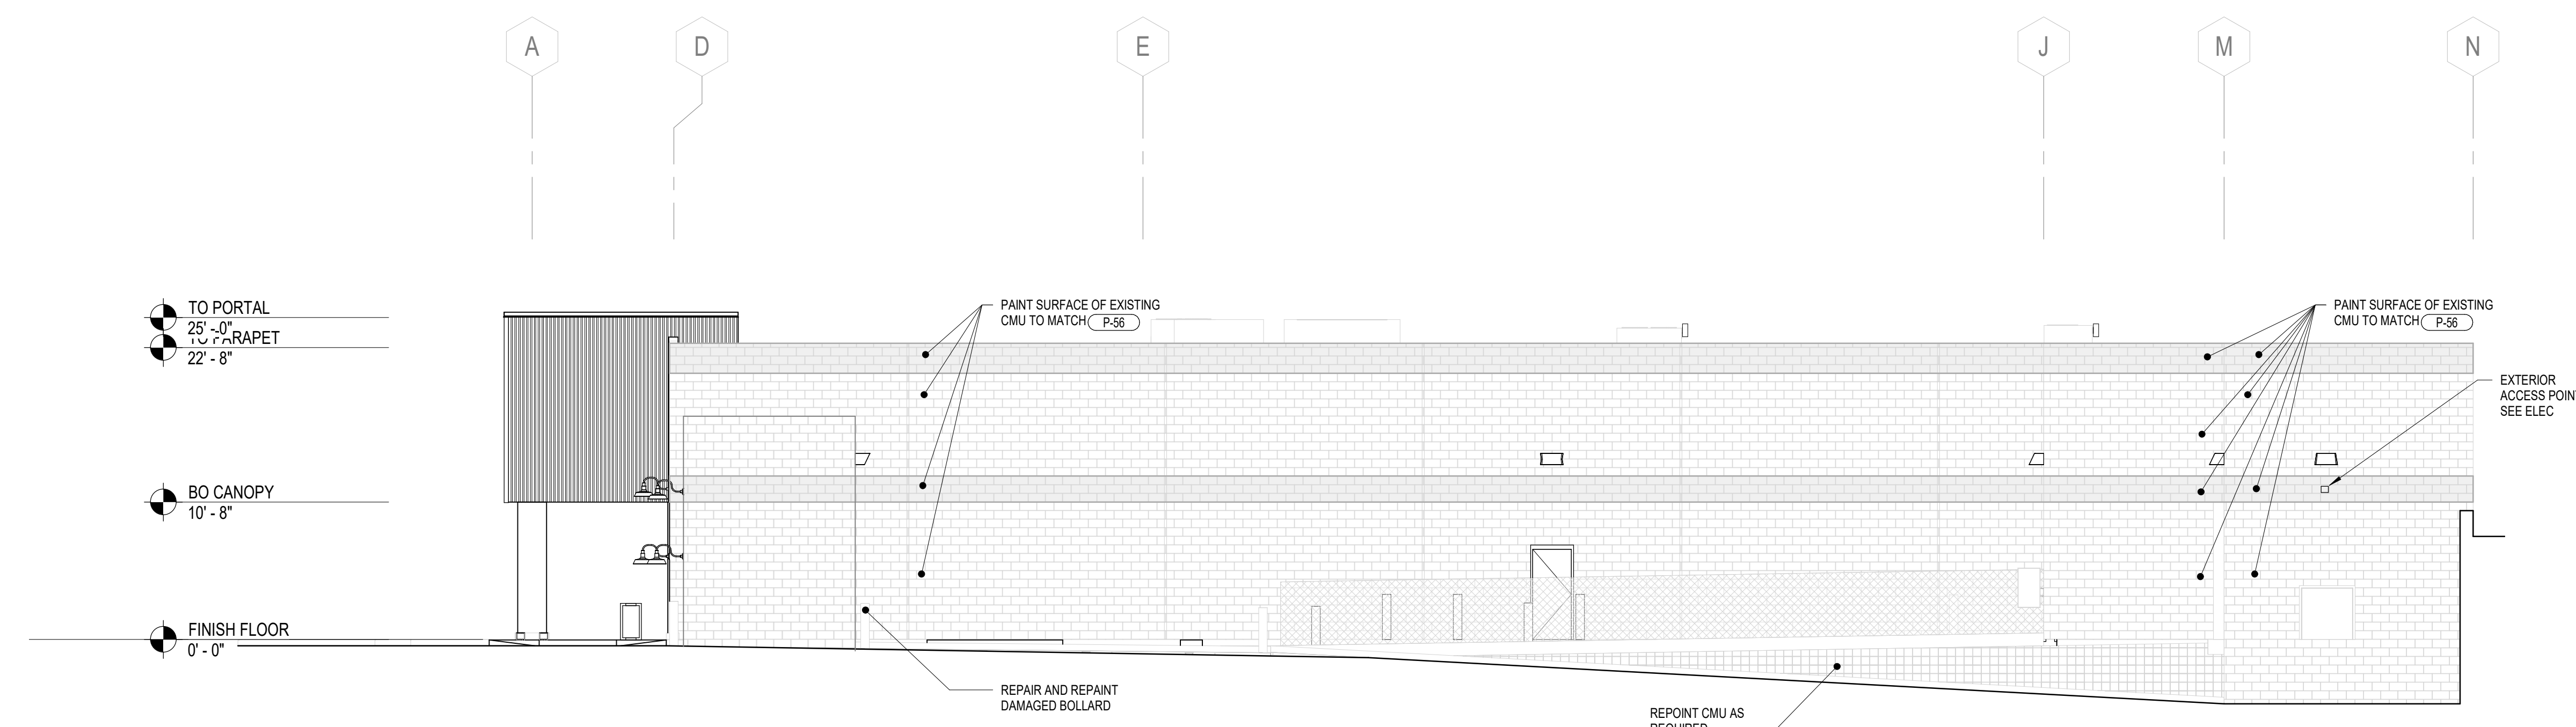 A
D
E
J
M
N
TO PORTAL
25' - 0"
PARAPET
22' - 8"
BO CANOPY
10' - 8"
FINISH FLOOR
0' - 0"
PAINT SURFACE OF EXISTING
CMU TO MATCH P-56
PAINT SURFACE OF EXISTING
CMU TO MATCH P-56
EXTERIOR
ACCESS POIN
SEE ELEC
REPAIR AND REPAINT
DAMAGED BOLLARD
REPOINT CMU AS
REQUIRED